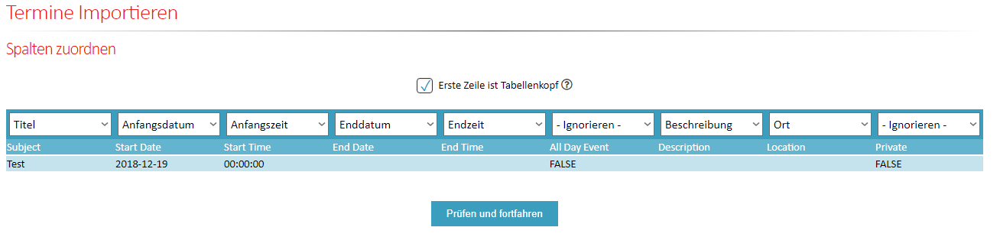 Termine Importieren
Spalten zuordnen
Erste Zeile ist Tabellenkopf ?
Titel Anfangsdatum Anfangszeit Enddatum Endzeit - Ignorieren - Beschreibung Ort - Ignorieren -
Subject Start Date Start Time End Date End Time All Day Event Description Location Private
Test 2018-12-19 00:00:00 FALSE FALSE
Prüfen und fortfahren